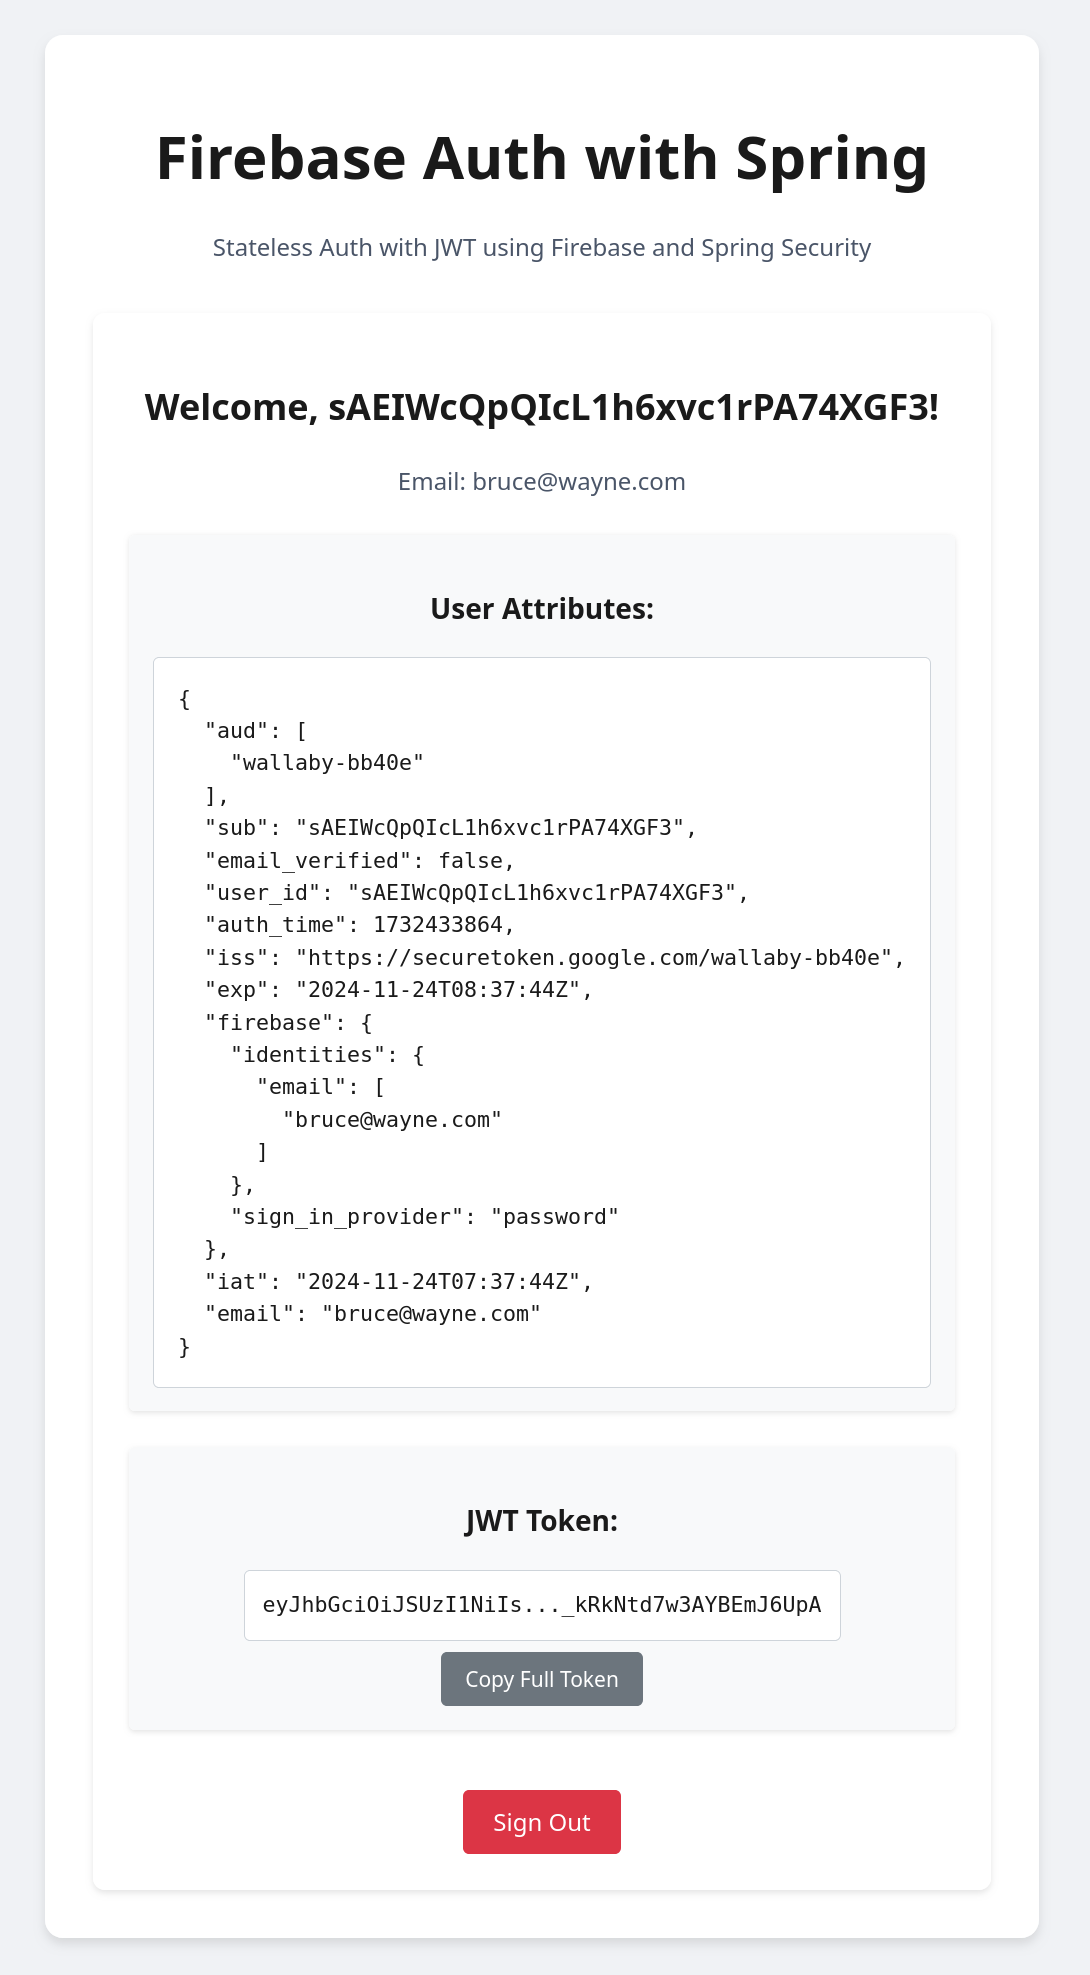 Firebase Auth with Spring
Stateless Auth with JWT using Firebase and Spring Security
Welcome, sAEIWcQpQIcL1h6xvc1rPA74XGF3!
Email: bruce@wayne.com
User Attributes:
{
  "aud": [
    "wallaby-bb40e"
  ],
  "sub": "sAEIWcQpQIcL1h6xvc1rPA74XGF3",
  "email_verified": false,
  "user_id": "sAEIWcQpQIcL1h6xvc1rPA74XGF3",
  "auth_time": 1732433864,
  "iss": "https://securetoken.google.com/wallaby-bb40e",
  "exp": "2024-11-24T08:37:44Z",
  "firebase": {
    "identities": {
      "email": [
        "bruce@wayne.com"
      ]
    },
    "sign_in_provider": "password"
  },
  "iat": "2024-11-24T07:37:44Z",
  "email": "bruce@wayne.com"
}
JWT Token:
eyJhbGciOiJSUzI1NiIs..._kRkNtd7w3AYBEmJ6UpA
Copy Full Token
Sign Out